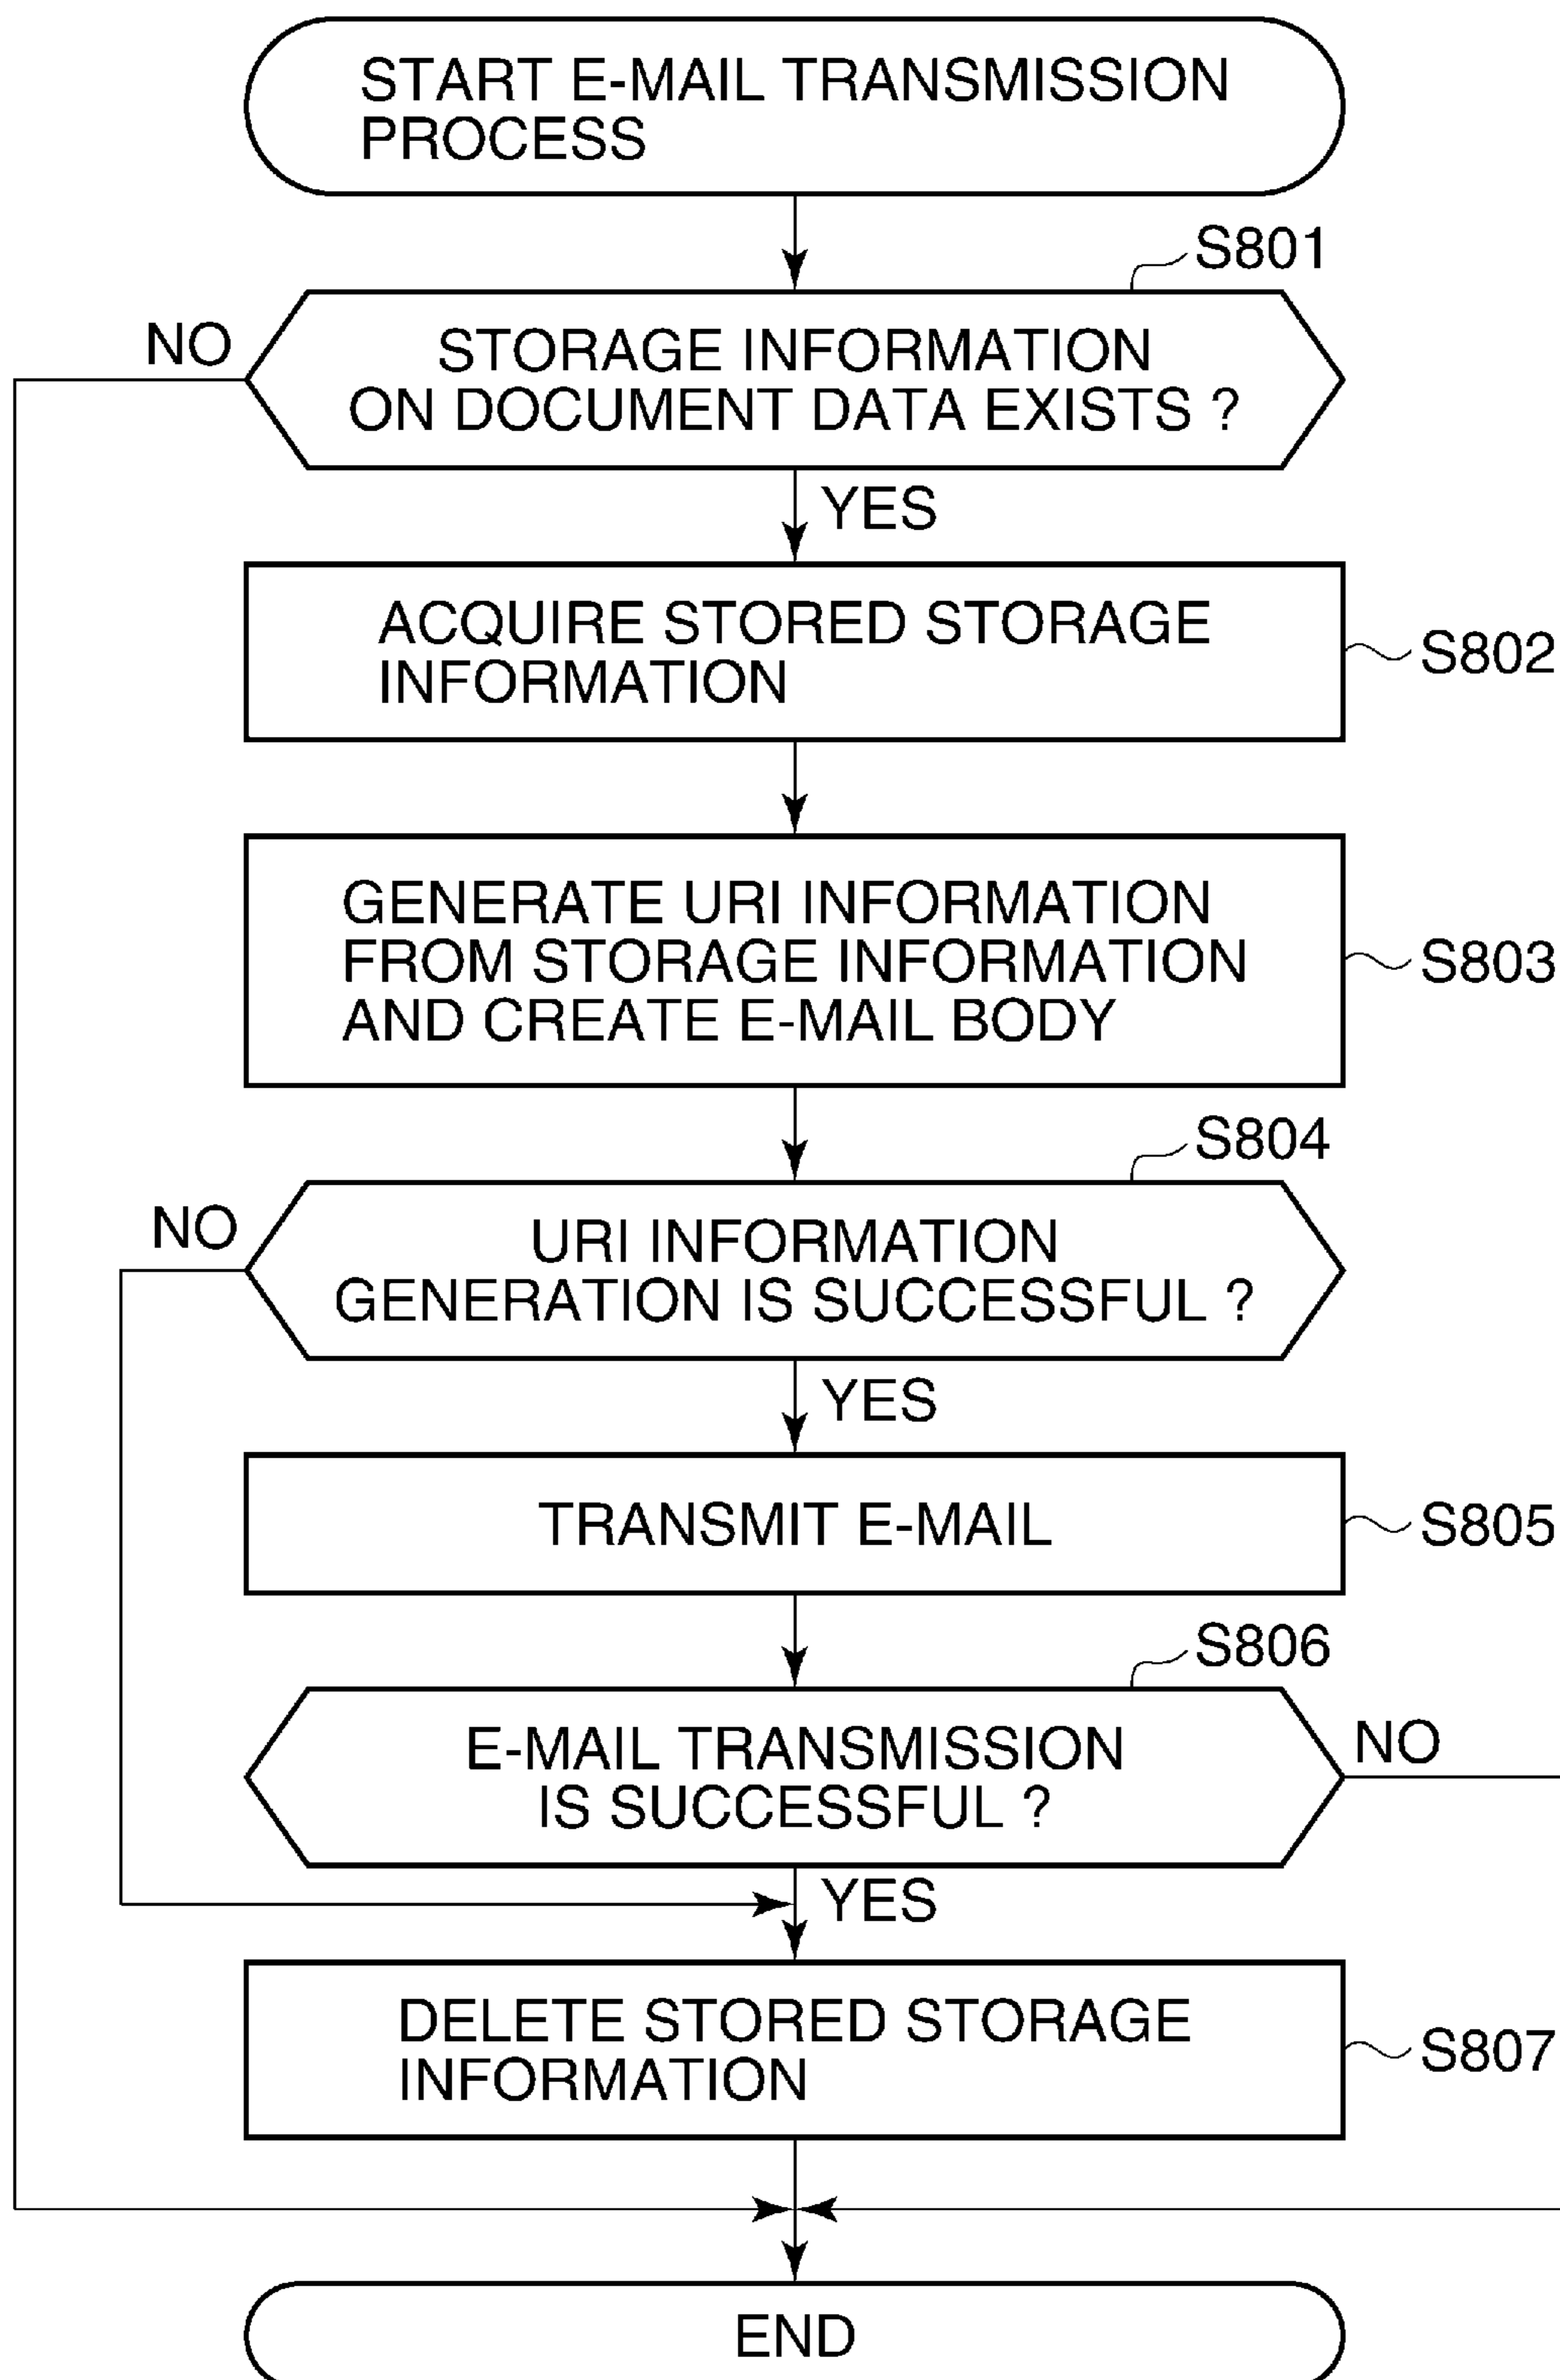 START E-MAIL TRANSMISSION
PROCESS
S801
NO
STORAGE INFORMATION
ON DOCUMENT DATA EXISTS ?
YES
ACQUIRE STORED STORAGE
INFORMATION
S802
GENERATE URI INFORMATION
FROM STORAGE INFORMATION
AND CREATE E-MAIL BODY
S803
S804
NO
URI INFORMATION
GENERATION IS SUCCESSFUL ?
YES
TRANSMIT E-MAIL
S805
S806
E-MAIL TRANSMISSION
IS SUCCESSFUL ?
NO
YES
DELETE STORED STORAGE
INFORMATION
S807
END